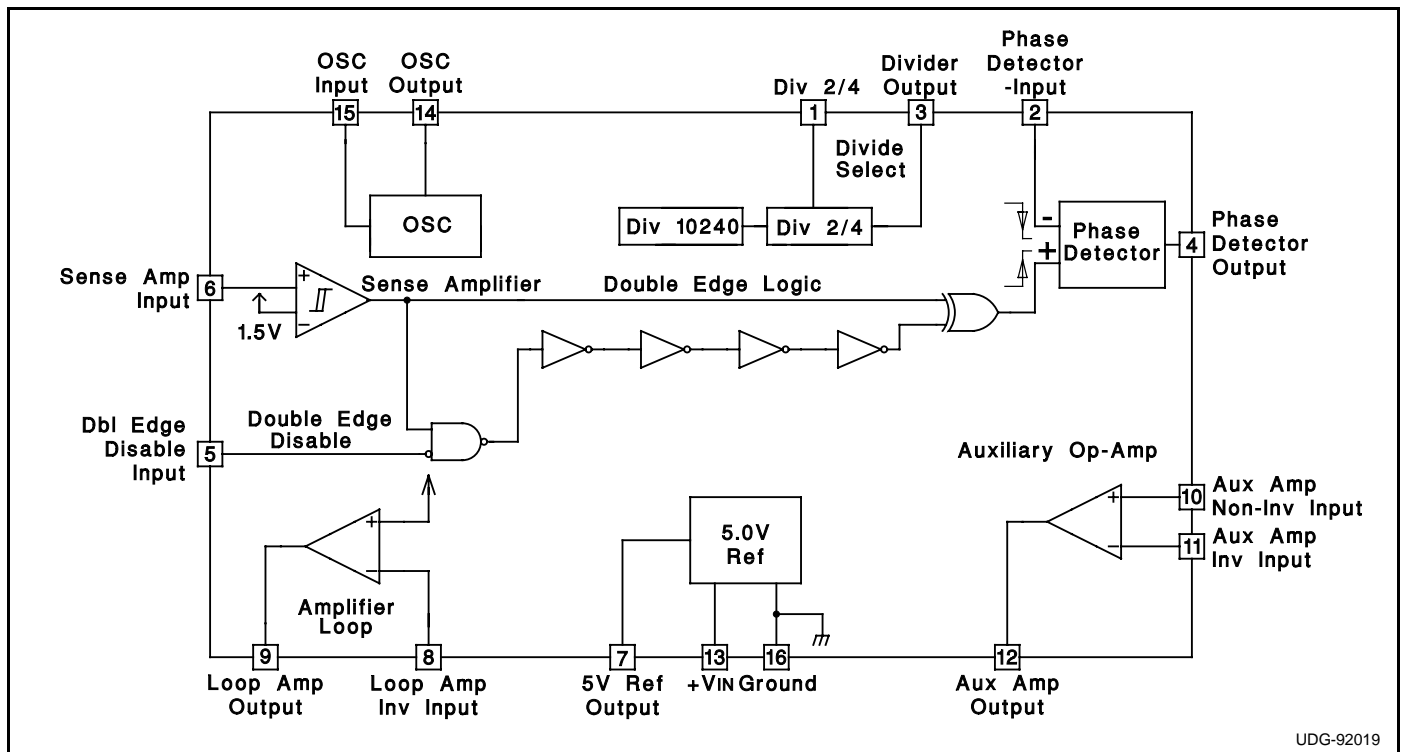 OSC
Input
OSC
Output
Div 2/4
Divider
Output
Phase
Detector
-Input
15
14
1
3
2
Divide
Select
OSC
Div 10240
Div 2/4
-
+
Phase
Detector
4
Phase
Detector
Output
Sense Amp
Input
6
+
-
1.5V
Sense Amplifier
Double Edge Logic
Dbl Edge
Disable
Input
5
Double Edge
Disable
Auxiliary Op-Amp
+
-
10
Aux Amp
Non-Inv Input
11
Aux Amp
Inv Input
+
-
Amplifier
Loop
5.0V
Ref
9
8
7
13
16
12
Loop Amp
Output
Loop Amp
Inv Input
5V Ref
Output
+VIN
Ground
Aux Amp
Output
UDG-92019